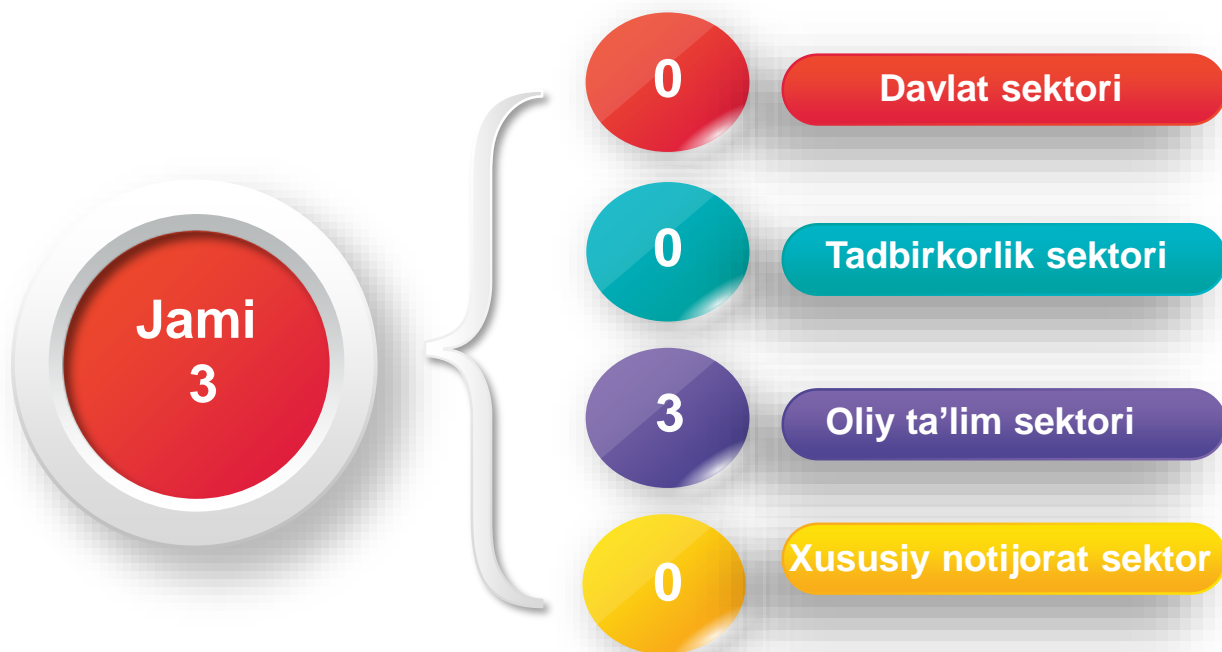 Jami
3
0
Davlat sektori
0
Tadbirkorlik sektori
3
Oliy ta’lim sektori
0
Xususiy notijorat sektor